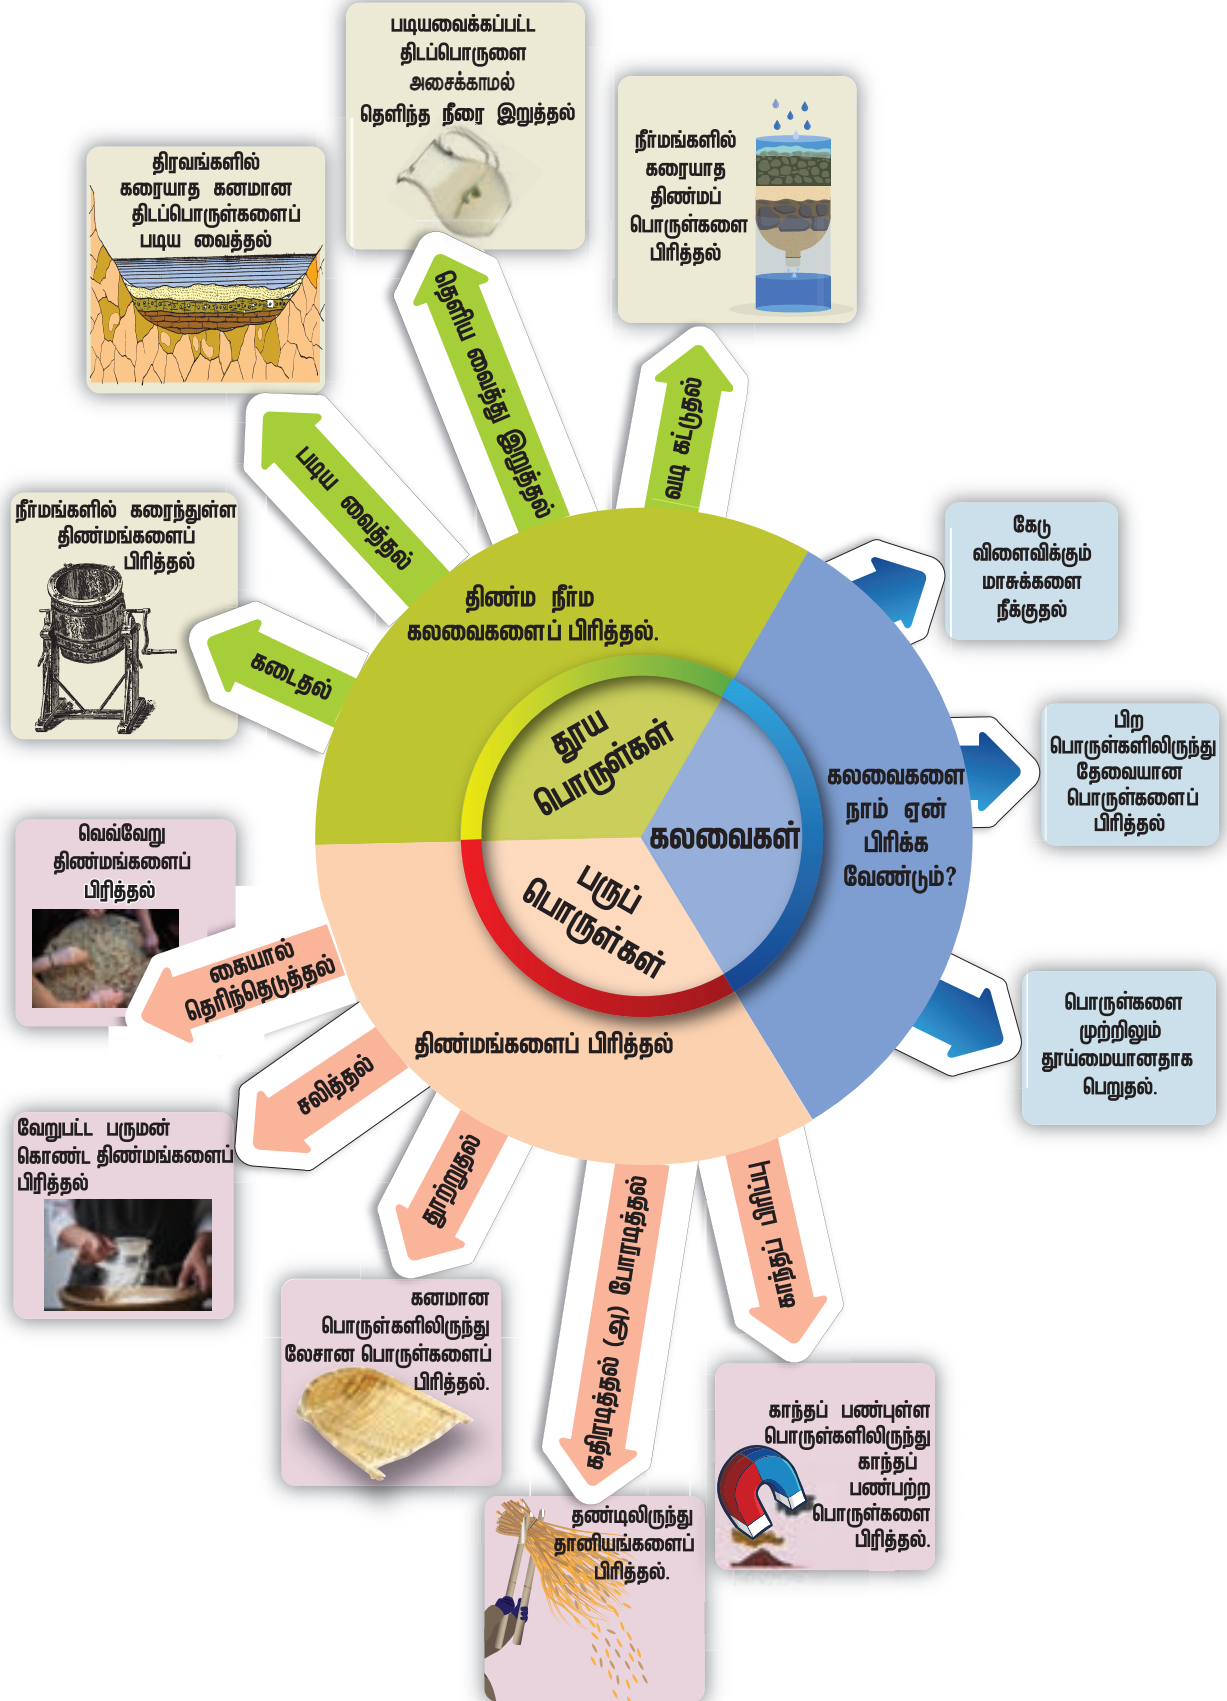 படியவைக்கப்பட்ட
திடப்பொருளை
அசைக்காமல்
தெளிந்த நீரை இறுத்தல்
நீர்மங்களில்
கரையாத
திண்மப்
பொருள்களை
பிரித்தல்
திரவங்களில்
கரையாத கனமான
திடப்பொருள்களைப்
படிய வைத்தல்
தெளிய வைத்து இறுத்தல்
வடி கட்டுதல்
படிய வைத்தல்
நீர்மங்களில் கரைந்துள்ள
திண்மங்களைப்
பிரித்தல்
கடைதல்
திண்ம நீர்ம
கலவைகளைப் பிரித்தல்.
கேடு
விளைவிக்கும்
மாசுக்களை
நீக்குதல்
பிற
பொருள்களிலிருந்து
தேவையான
பொருள்களைப்
பிரித்தல்
தூய
பொருள்கள்
கலவைகள்
பருப்
பொருள்கள்
கலவைகளை
நாம் ஏன்
பிரிக்க
வேண்டும்?
பொருள்களை
முற்றிலும்
தூய்மையானதாக
பெறுதல்.
திண்மங்களைப் பிரித்தல்
வெவ்வேறு
திண்மங்களைப்
பிரித்தல்
கையால்
தெரிந்தெடுத்தல்
சலித்தல்
வேறுபட்ட பருமன்
கொண்ட திண்மங்களைப்
பிரித்தல்
தூற்றுதல்
கனமான
பொருள்களிலிருந்து
லேசான பொருள்களைப்
பிரித்தல்.
கதிரடித்தல் (அ) போரடித்தல்
தண்டிலிருந்து
தானியங்களைப்
பிரித்தல்.
காந்தப் பிரிப்பு
காந்தப் பண்புள்ள
பொருள்களிலிருந்து
காந்தப்
பண்பற்ற
பொருள்களை
பிரித்தல்.